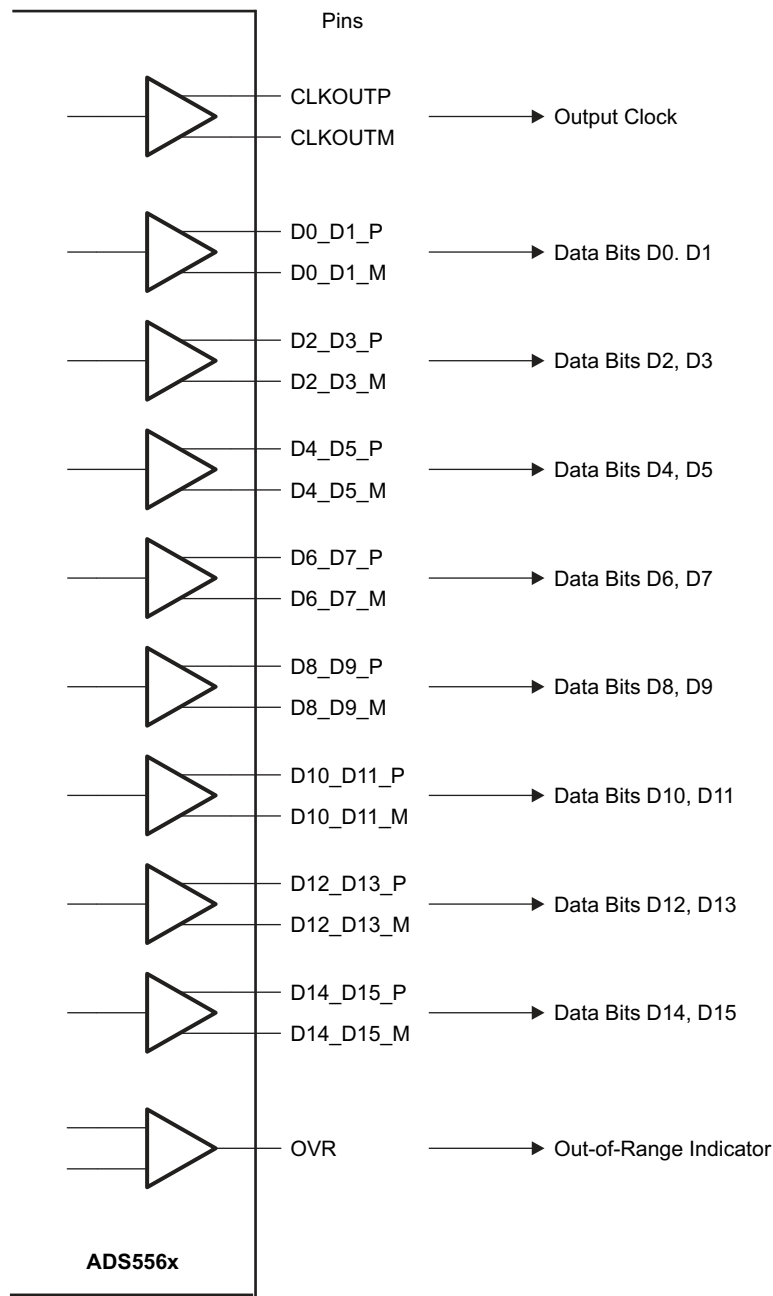 Pins
CLKOUTP
CLKOUTM
Output Clock
D0_D1_P
D0_D1_M
Data Bits D0. D1
D2_D3_P
D2_D3_M
Data Bits D2, D3
D4_D5_P
D4_D5_M
Data Bits D4, D5
D6_D7_P
D6_D7_M
Data Bits D6, D7
D8_D9_P
D8_D9_M
Data Bits D8, D9
D10_D11_P
D10_D11_M
Data Bits D10, D11
D12_D13_P
D12_D13_M
Data Bits D12, D13
D14_D15_P
D14_D15_M
Data Bits D14, D15
OVR
Out-of-Range Indicator
ADS556x